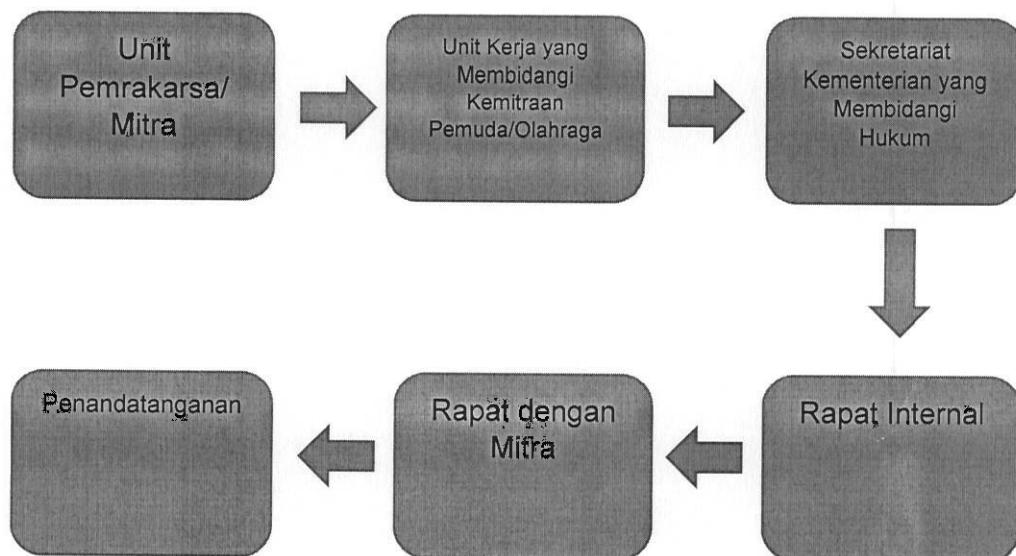 Unit
Pemrakarsa/
Mitra
Unit Kerja yang
Membidangi
Kemitraan
Pemuda/Olahraga
Sekretariat
Kementerian yang
Membidangi
Hukum
Rapat Internal
Rapat dengan
Mitra
Penandatanganan